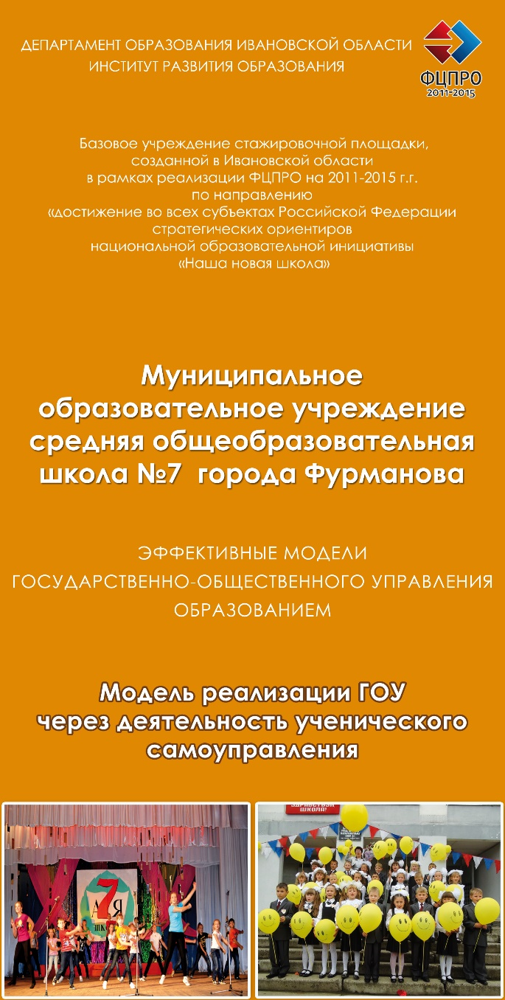 ДЕПАРТАМЕНТ ОБРАЗОВАНИЯ ИВАНОВСКОЙ ОБЛАСТИ
ИНСТИТУТ РАЗВИТИЯ ОБРАЗОВАНИЯ
ФЦПРО
2011-2015
Базовое учреждение стажировочной площадки,
созданной в Ивановской области
в рамках реализации ФЦПРО на 2011-2015 г.г.
по направлению
«достижение во всех субъектах Российской Федерации
стратегических ориентиров
национальной образовательной инициативы
«Наша новая школа»
Муниципальное
образовательное учреждение
средняя общеобразовательная
школа №7 города Фурманова
ЭФФЕКТИВНЫЕ МОДЕЛИ
ГОСУДАРСТВЕННО-ОБЩЕСТВЕННОГО УПРАВЛЕНИЯ
ОБРАЗОВАНИЕМ
Модель реализации ГОУ
через деятельность ученического
самоуправления
7
ЗДРАВСТВУЙ
ШКОЛА!